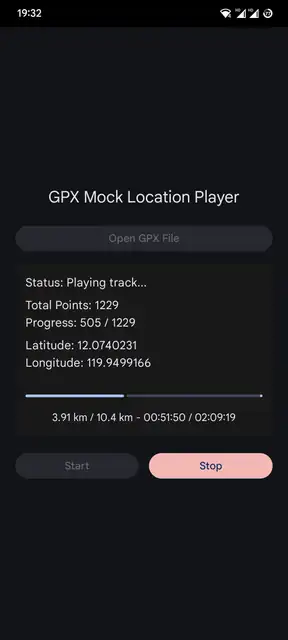 19:32
GPX Mock Location Player
Open GPX File
Status: Playing track...
Total Points: 1229
Progress: 505 / 1229
Latitude: 12.0740231
Longitude: 119.9499166
3.91 km / 10.4 km - 00:51:50 / 02:09:19
Start
Stop